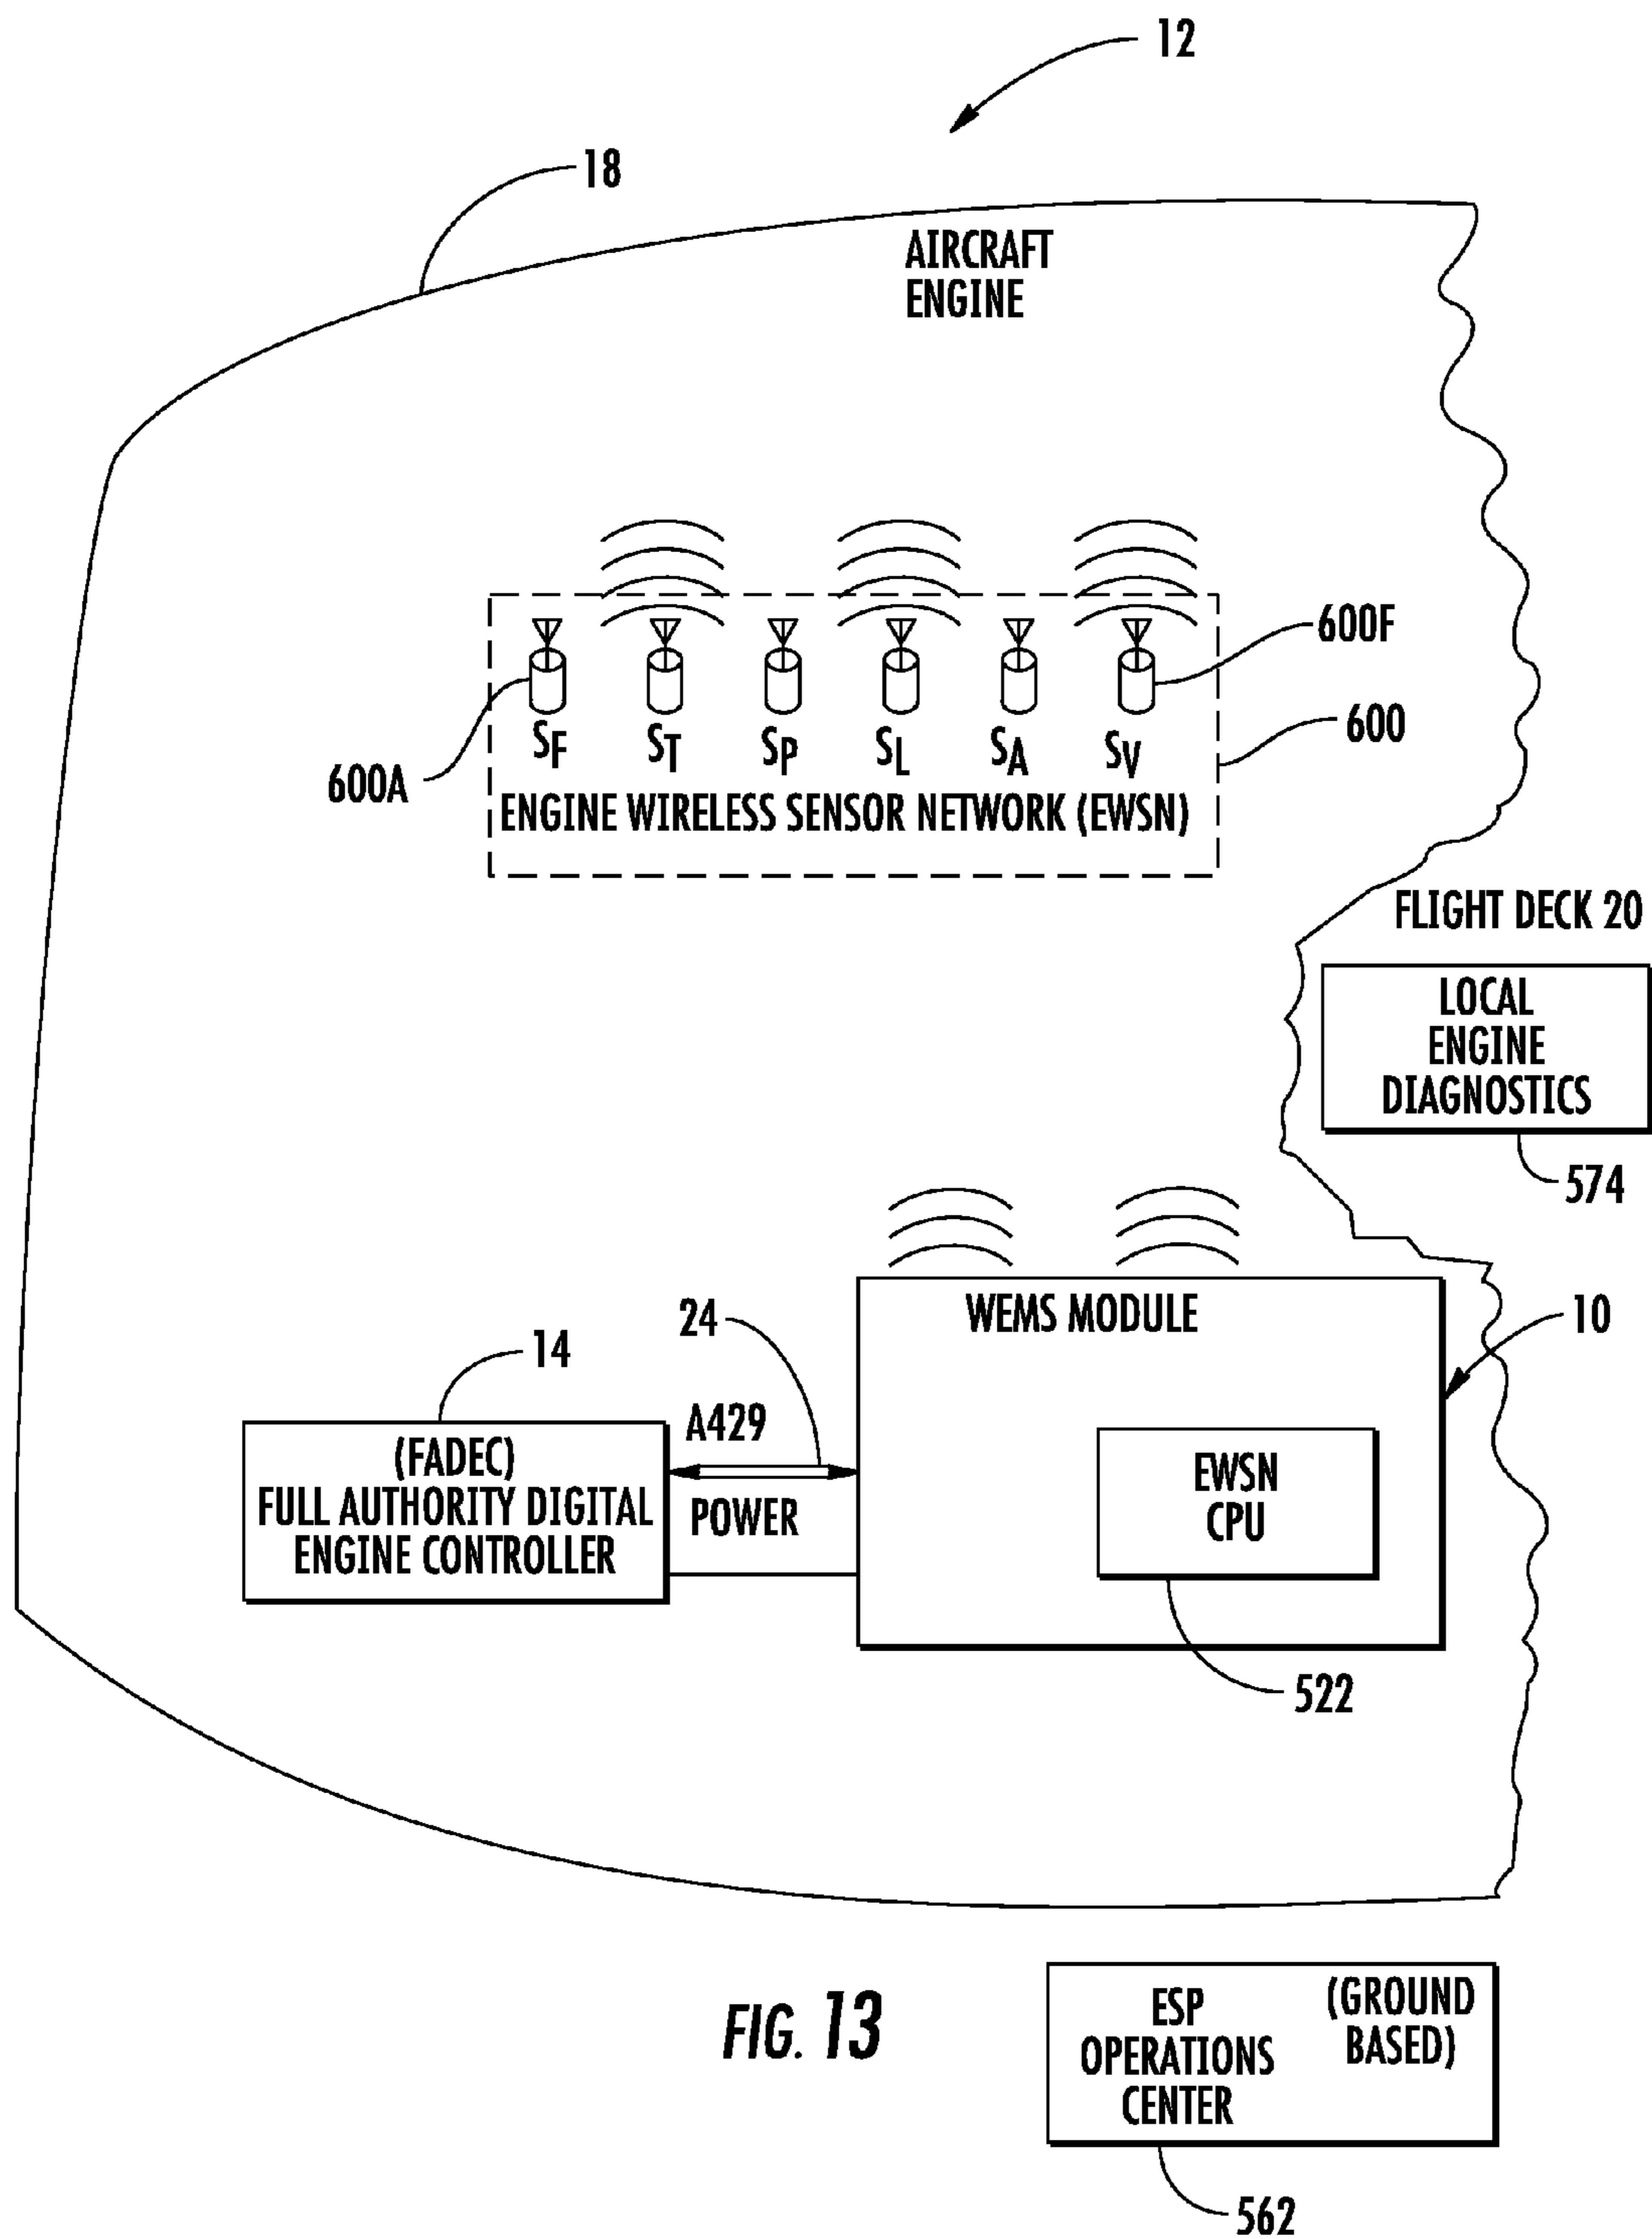 12
18
AIRCRAFT
ENGINE
600F
600
600A
SF ST SP SL SA SV
ENGINE WIRELESS SENSOR NETWORK (EWSN)
FLIGHT DECK 20
LOCAL
ENGINE
DIAGNOSTICS
574
WEMS MODULE
10
24
14
A429
(FADEC)
FULL AUTHORITY DIGITAL
ENGINE CONTROLLER
POWER
EWSN
CPU
522
FIG. 13
ESP
OPERATIONS
CENTER
(GROUND
BASED)
562